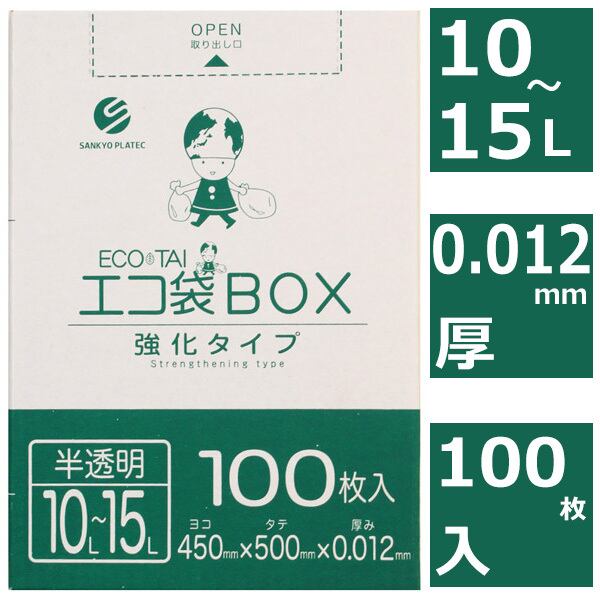 OPEN
取り出し口
SANKYO PLATEC
ECO TAI
エコ袋BOX
強化タイプ
Strengthening type
半透明
10L~15L
100枚入
ヨコ タテ 厚み
450mm×500mm×0.012mm
10
~
15L
0.012
mm
厚
100
枚
入